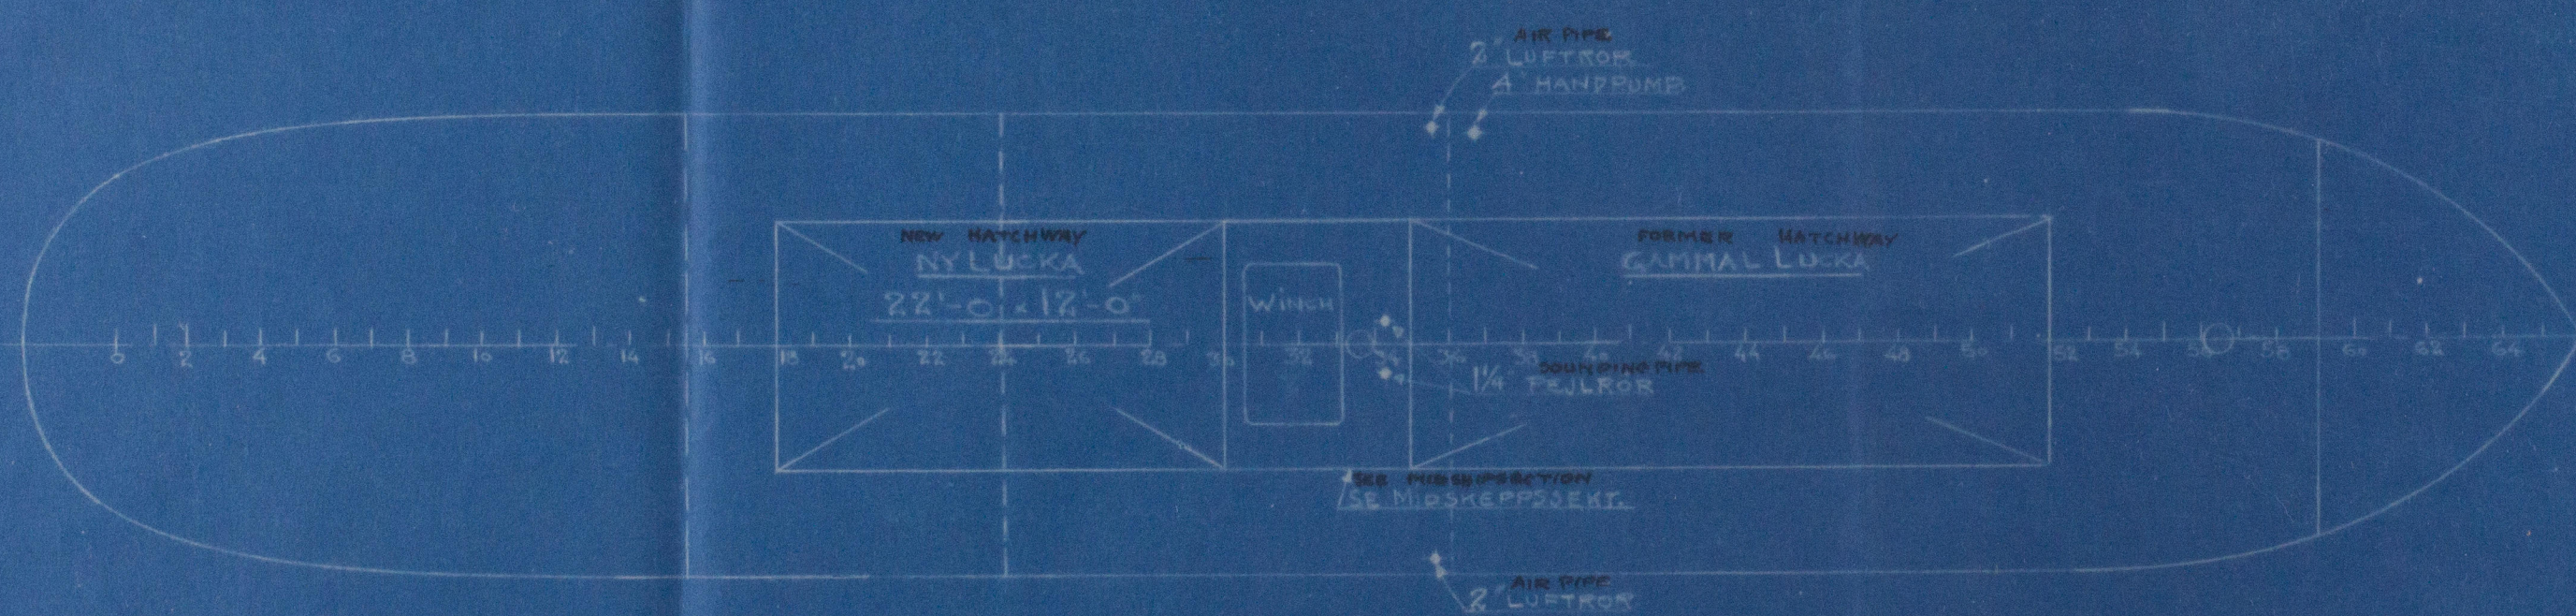 AIR PIPE
2" LUFTROR
4" HANDPUMP
NEW HATCHWAY
NY LUCKA
22'-0 × 12'-0"
WINCH
FORMER HATCHWAY
GAMMAL LUCKA
0 2 4 6 8 10 12 14 16 18 20 22 24 26 28 30 32 34 36 38 40 42 44 46 48 50 52 54 56 58 60 62 64
SOUNDING PIPE
1¼" PEJLROR
SEE MIDSHIPSECTION
SE MIDSKEPPSSEKT.
AIR PIPE
2" LUFTROR